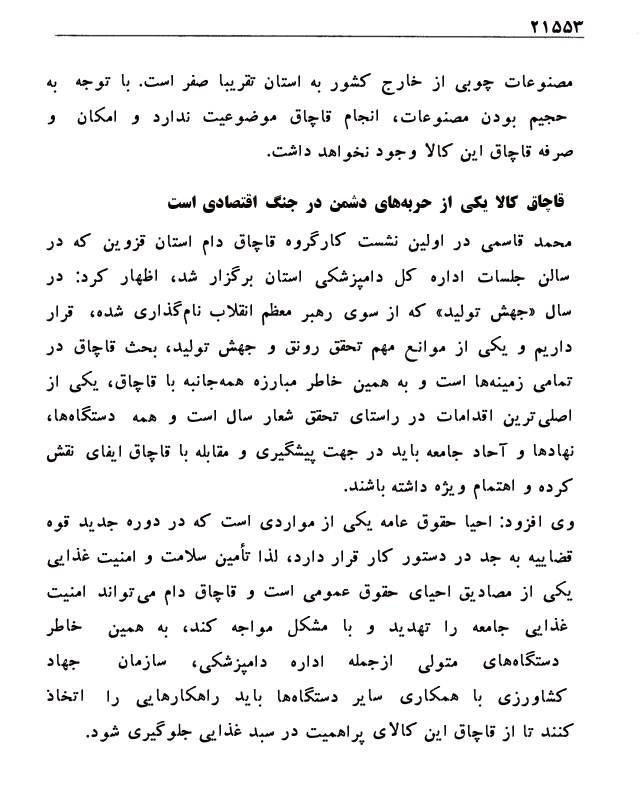 ۲۱۵۵۳
مصنوعات چوبی از خارج کشور به استان تقریبا صفر است. با توجه به
حجیم بودن مصنوعات، انجام قاچاق موضوعیت ندارد و امکان و
صرفه قاچاق این کالا وجود نخواهد داشت.
قاچاق کالا یکی از حربه‌های دشمن در جنگ اقتصادی است
محمد قاسمی در اولین نشست کارگروه قاچاق دام استان قزوین که در
سالن جلسات اداره کل دامپزشکی استان برگزار شد، اظهار کرد: در
سال «جهش تولید» که از سوی رهبر معظم انقلاب نام‌گذاری شده، قرار
داریم و یکی از موانع مهم تحقق رونق و جهش تولید، بحث قاچاق در
تمامی زمینه‌ها است و به همین خاطر مبارزه همه‌جانبه با قاچاق، یکی از
اصلی‌ترین اقدامات در راستای تحقق شعار سال است و همه دستگاه‌ها،
نهادها و آحاد جامعه باید در جهت پیشگیری و مقابله با قاچاق ایفای نقش
کرده و اهتمام ویژه داشته باشند.
وی افزود: احیا حقوق عامه یکی از مواردی است که در دوره جدید قوه
قضاییه به جد در دستور کار قرار دارد، لذا تأمین سلامت و امنیت غذایی
یکی از مصادیق احیای حقوق عمومی است و قاچاق دام می‌تواند امنیت
غذایی جامعه را تهدید و با مشکل مواجه کند، به همین خاطر
دستگاه‌های متولی ازجمله اداره دامپزشکی، سازمان جهاد
کشاورزی با همکاری سایر دستگاه‌ها باید راهکارهایی را اتخاذ
کنند تا از قاچاق این کالای پراهمیت در سبد غذایی جلوگیری شود.